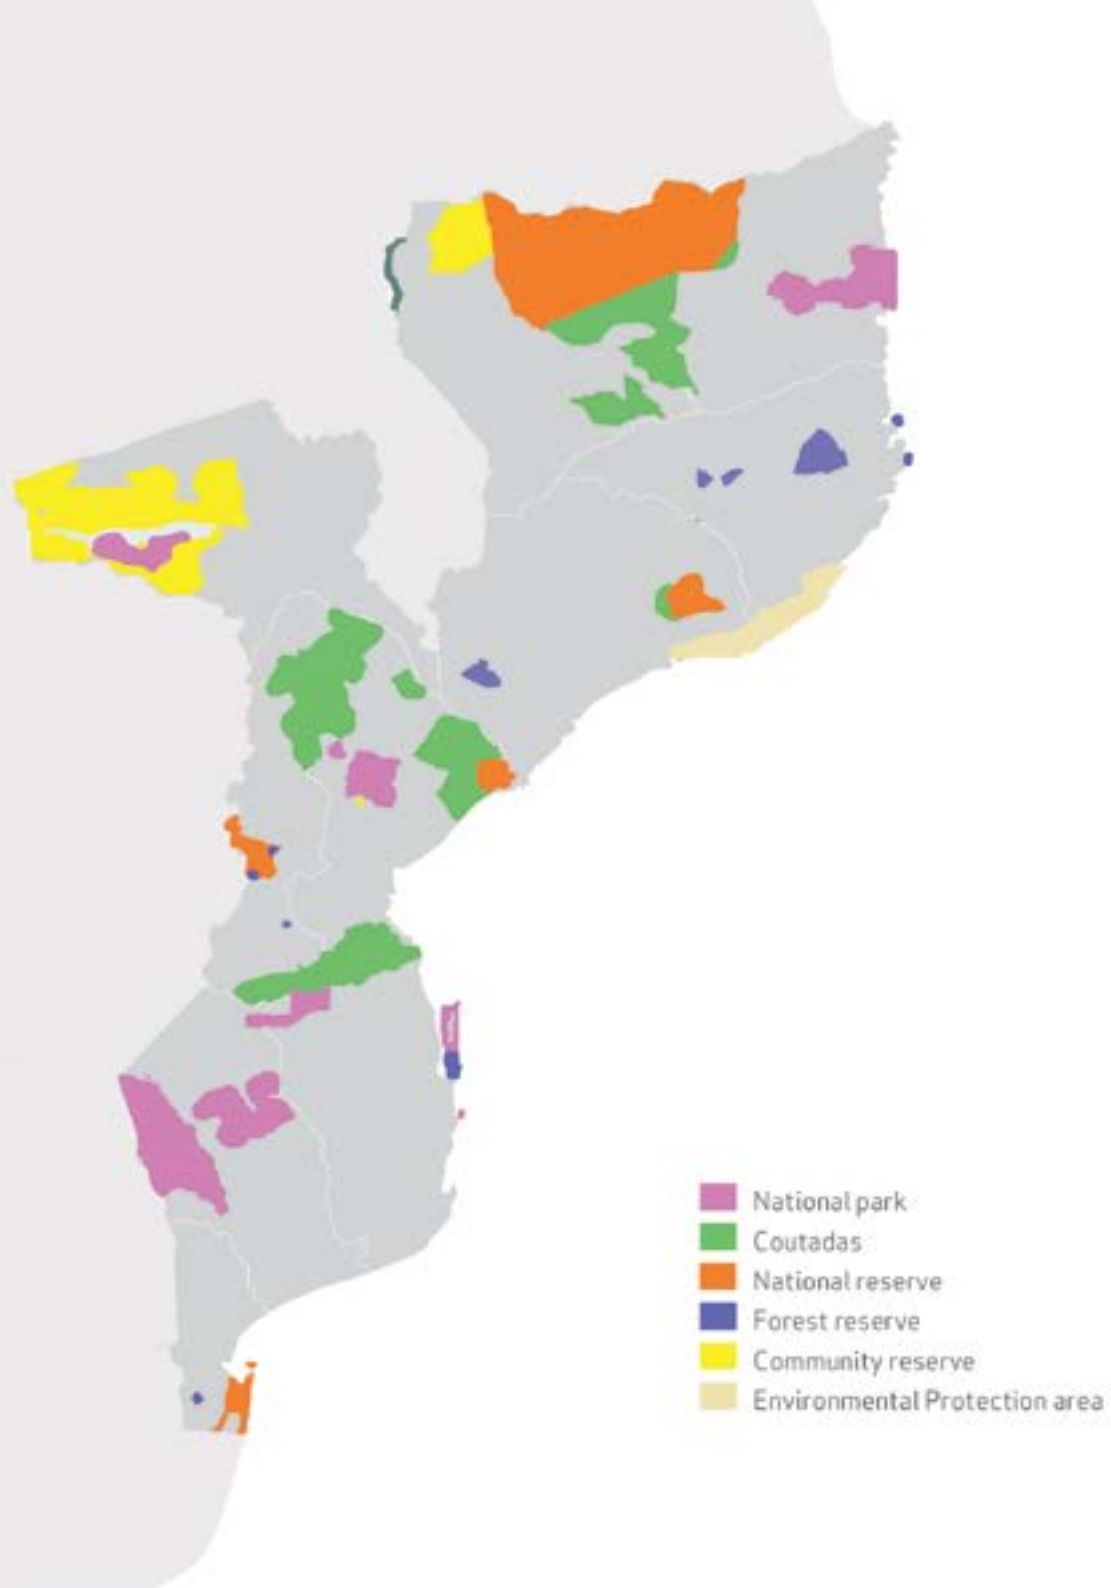 National park
Coutadas
National reserve
Forest reserve
Community reserve
Environmental Protection area